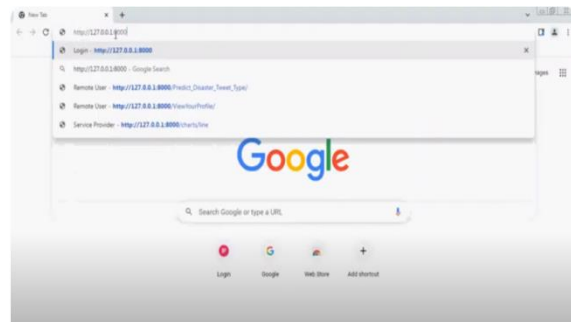 New Tab
http://127.0.0.1:8000
Login - http://127.0.0.1:8000
http://127.0.0.1:8000 - Google Search
Remote User - http://127.0.0.1:8000/Predict_Disaster_Tweet_Type/
Remote User - http://127.0.0.1:8000/ViewYourProfile/
Service Provider - http://127.0.0.1:8000/charts/line
Google
Search Google or type a URL
Login
Google
Web Store
Add shortcut